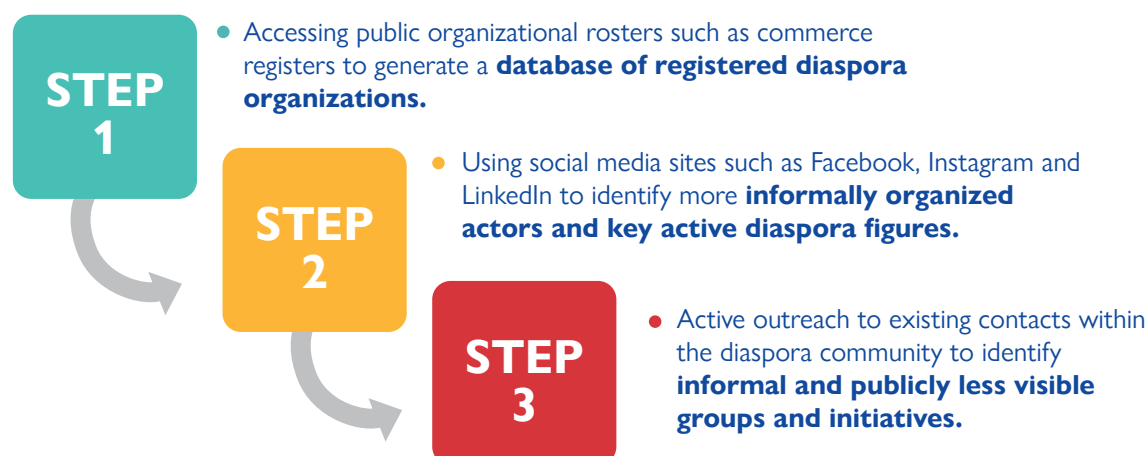 STEP
1
• Accessing public organizational rosters such as commerce
registers to generate a database of registered diaspora
organizations.
STEP
2
• Using social media sites such as Facebook, Instagram and
LinkedIn to identify more informally organized
actors and key active diaspora figures.
STEP
3
• Active outreach to existing contacts within
the diaspora community to identify
informal and publicly less visible
groups and initiatives.